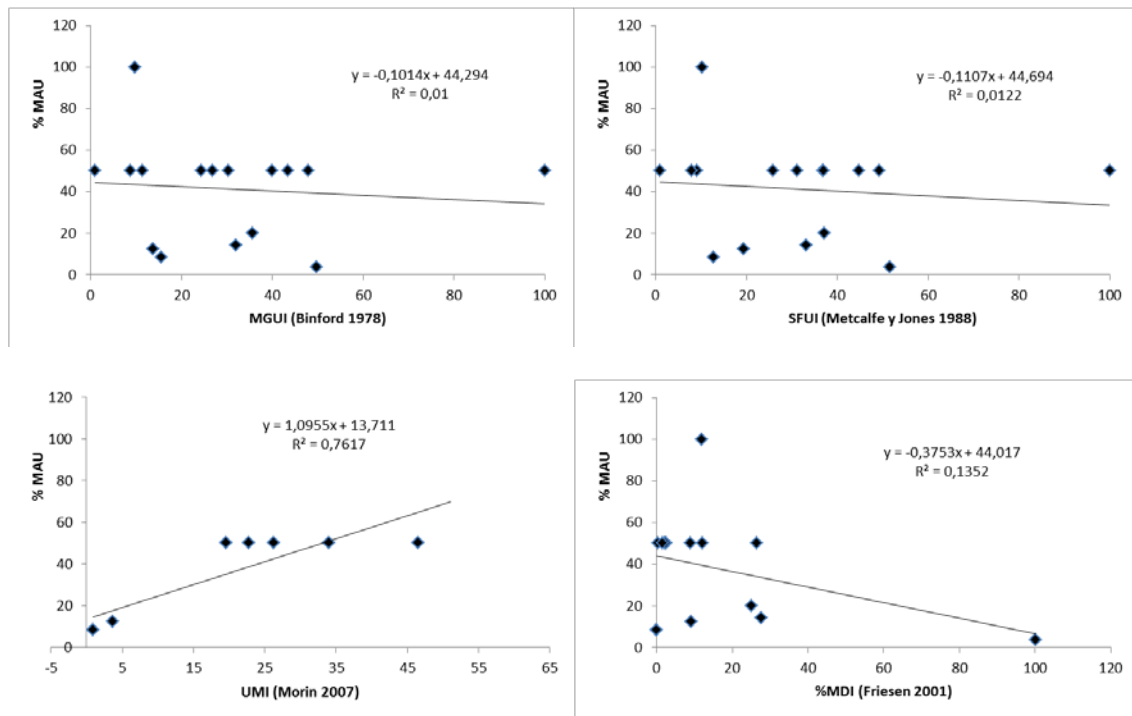 120
100
80
60
40
20
0
% MAU
y = -0,1014x + 44,294
R² = 0,01
0 20 40 60 80 100
MGUI (Binford 1978)
120
100
80
60
40
20
0
% MAU
y = -0,1107x + 44,694
R² = 0,0122
0 20 40 60 80 100
SFUI (Metcalfe y Jones 1988)
120
100
80
60
40
20
0
% MAU
y = 1,0955x + 13,711
R² = 0,7617
-5 5 15 25 35 45 55 65
UMI (Morin 2007)
120
100
80
60
40
20
0
% MAU
y = -0,3753x + 44,017
R² = 0,1352
0 20 40 60 80 100 120
%MDI (Friesen 2001)